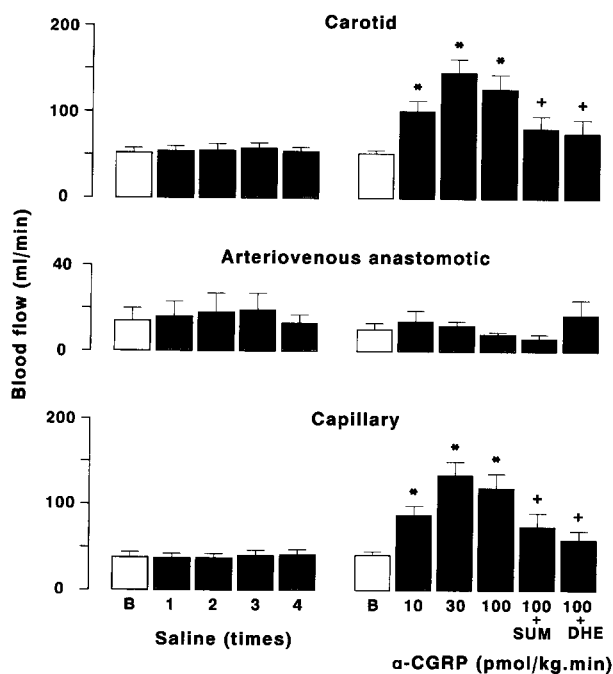 Carotid
200
100
0
* * * + +
Blood flow (ml/min)
Arteriovenous anastomotic
40
0
Capillary
200
100
0
* * * + +
B 1 2 3 4 B 10 30 100 100 100
+ +
SUM DHE
Saline (times)
α-CGRP (pmol/kg.min)